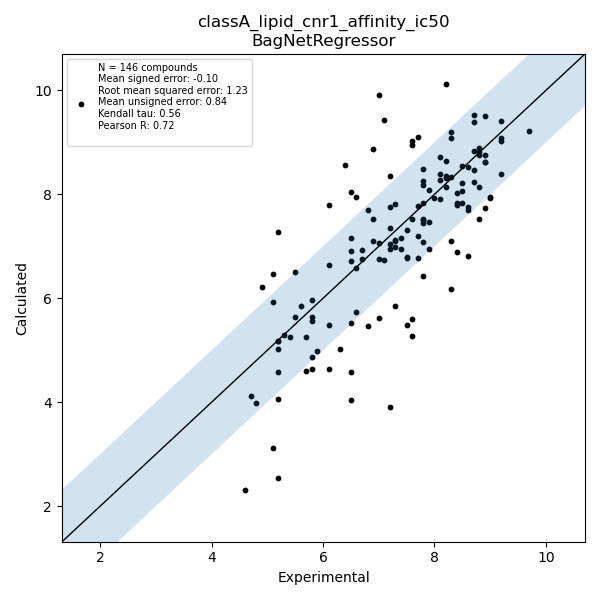 classA_lipid_cnr1_affinity_ic50
BagNetRegressor
N = 146 compounds
Mean signed error: -0.10
Root mean squared error: 1.23
Mean unsigned error: 0.84
Kendall tau: 0.56
Pearson R: 0.72
10
8
6
4
2
Calculated
2 4 6 8 10
Experimental